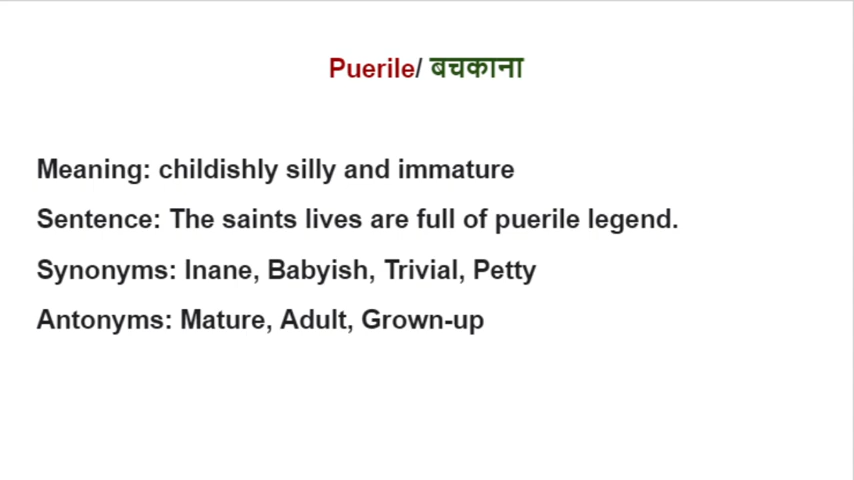 Puerile/ बचकाना
Meaning: childishly silly and immature
Sentence: The saints lives are full of puerile legend.
Synonyms: Inane, Babyish, Trivial, Petty
Antonyms: Mature, Adult, Grown-up